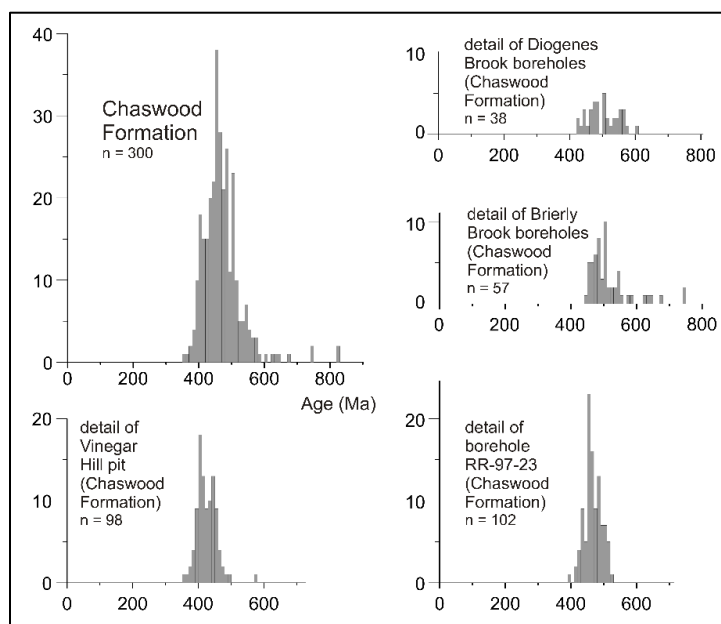 40
30
20
10
0
Chaswood
Formation
n = 300
0
200
400
600
800
Age (Ma)
10
0
detail of Diogenes
Brook boreholes
(Chaswood
Formation)
n = 38
0
200
400
600
800
10
0
detail of Brierly
Brook boreholes
(Chaswood
Formation)
n = 57
0
200
400
600
800
20
10
0
detail of
Vinegar
Hill pit
(Chaswood
Formation)
n = 98
0
200
400
600
20
10
0
detail of
borehole
RR-97-23
(Chaswood
Formation)
n = 102
0
200
400
600